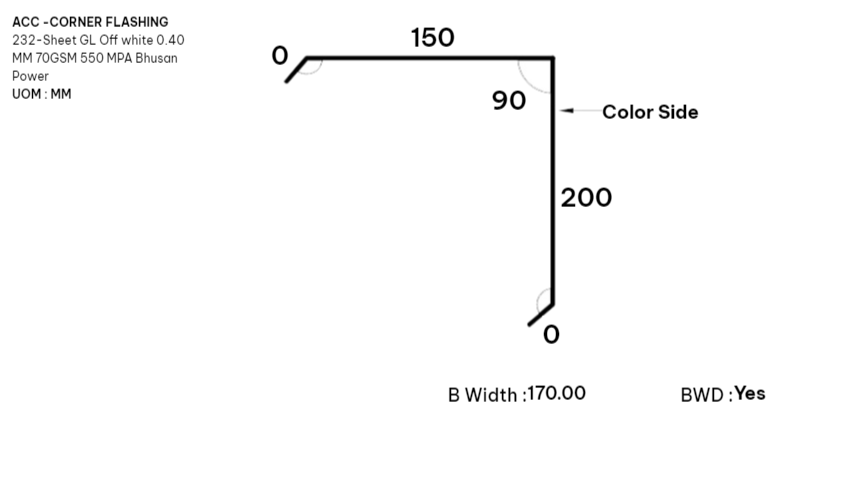 ACC -CORNER FLASHING
232-Sheet GL Off white 0.40
MM 70GSM 550 MPA Bhusan
Power
UOM : MM
150
0
90
Color Side
200
0
B Width :170.00
BWD :Yes